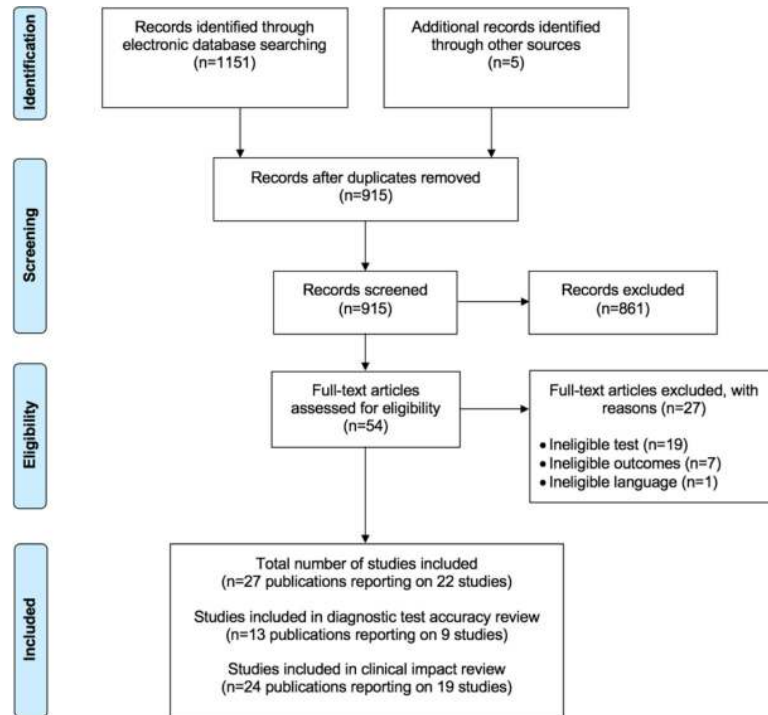 Identification
Records identified through
electronic database searching
(n=1151)
Additional records identified
through other sources
(n=5)
Screening
Records after duplicates removed
(n=915)
Records screened
(n=915)
Records excluded
(n=861)
Eligibility
Full-text articles
assessed for eligibility
(n=54)
Full-text articles excluded, with
reasons (n=27)
• Ineligible test (n=19)
• Ineligible outcomes (n=7)
• Ineligible language (n=1)
Included
Total number of studies included
(n=27 publications reporting on 22 studies)
Studies included in diagnostic test accuracy review
(n=13 publications reporting on 9 studies)
Studies included in clinical impact review
(n=24 publications reporting on 19 studies)